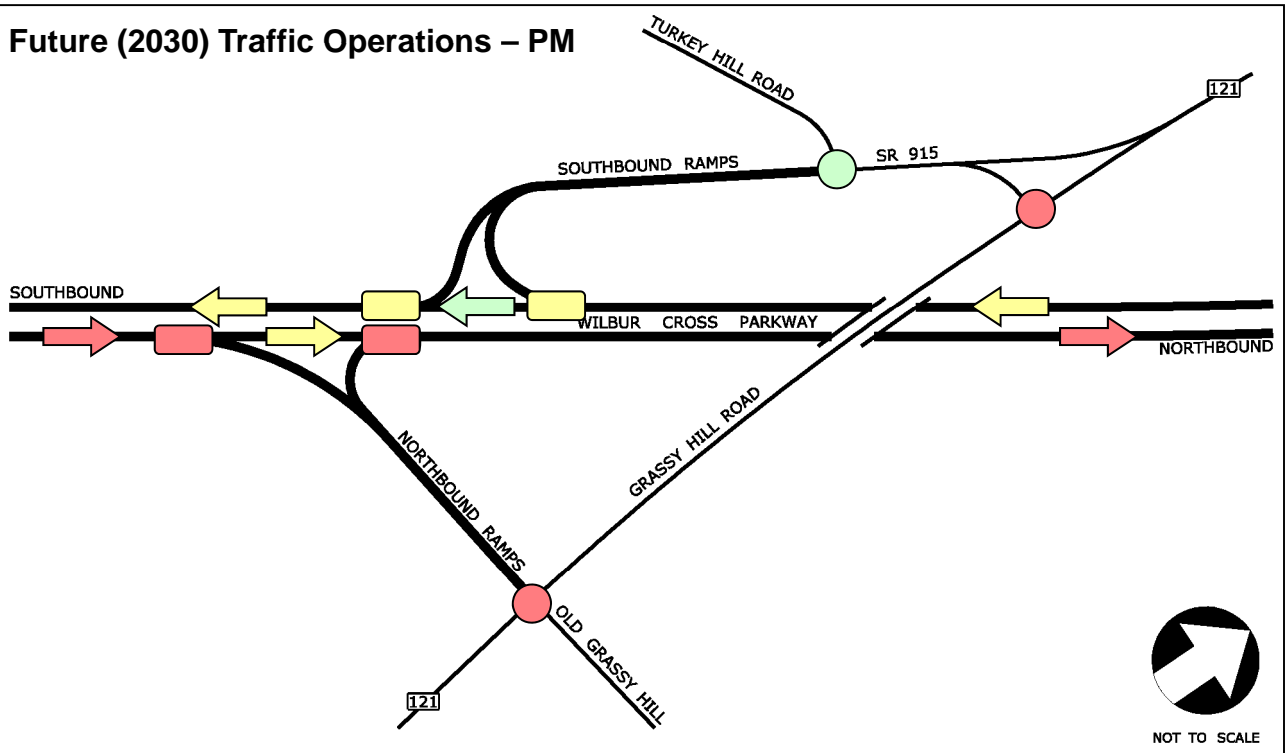 Future (2030) Traffic Operations – PM
TURKEY HILL ROAD
121
SOUTHBOUND RAMPS
SR 915
SOUTHBOUND
WILBUR CROSS PARKWAY
NORTHBOUND
GRASSY HILL ROAD
NORTHBOUND RAMPS
OLD GRASSY HILL
121
NOT TO SCALE